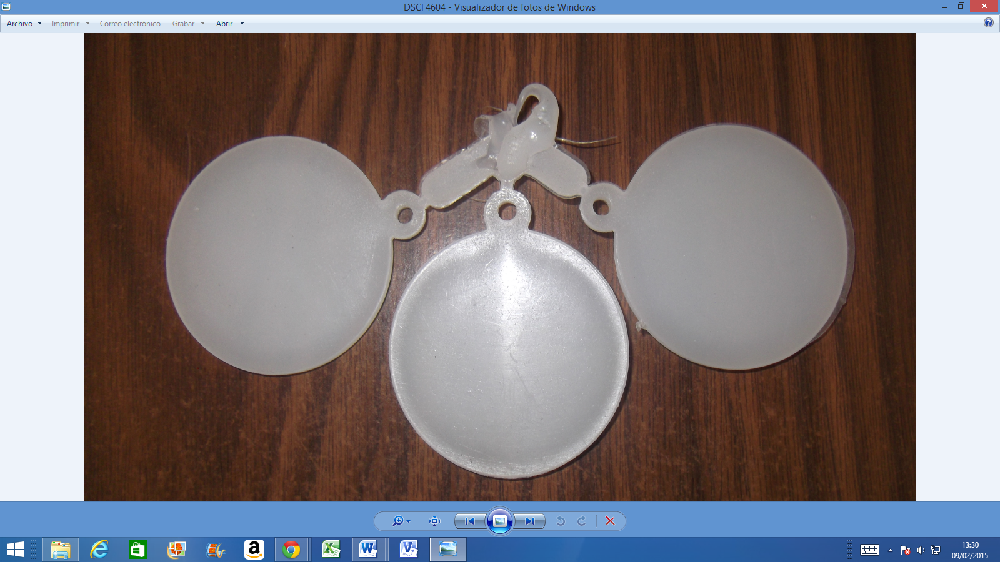 DSCF4604 - Visualizador de fotos de Windows
Archivo Imprimir Correo electrónico Grabar Abrir
13:30
09/02/2015